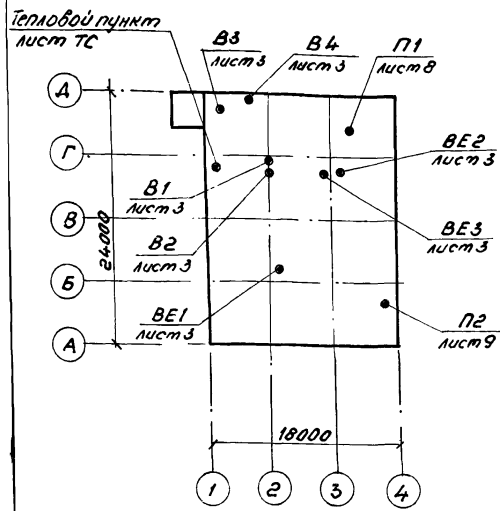 Тепловой пункт
лист ТС
В3
лист 3
В4
лист 3
П1
лист 8
Д
Г
ВЕ2
лист 3
В1
лист 3
В
ВЕ3
лист 3
24000
В2
лист 3
Б
ВЕ1
лист 3
П2
лист 9
А
18000
1
2
3
4